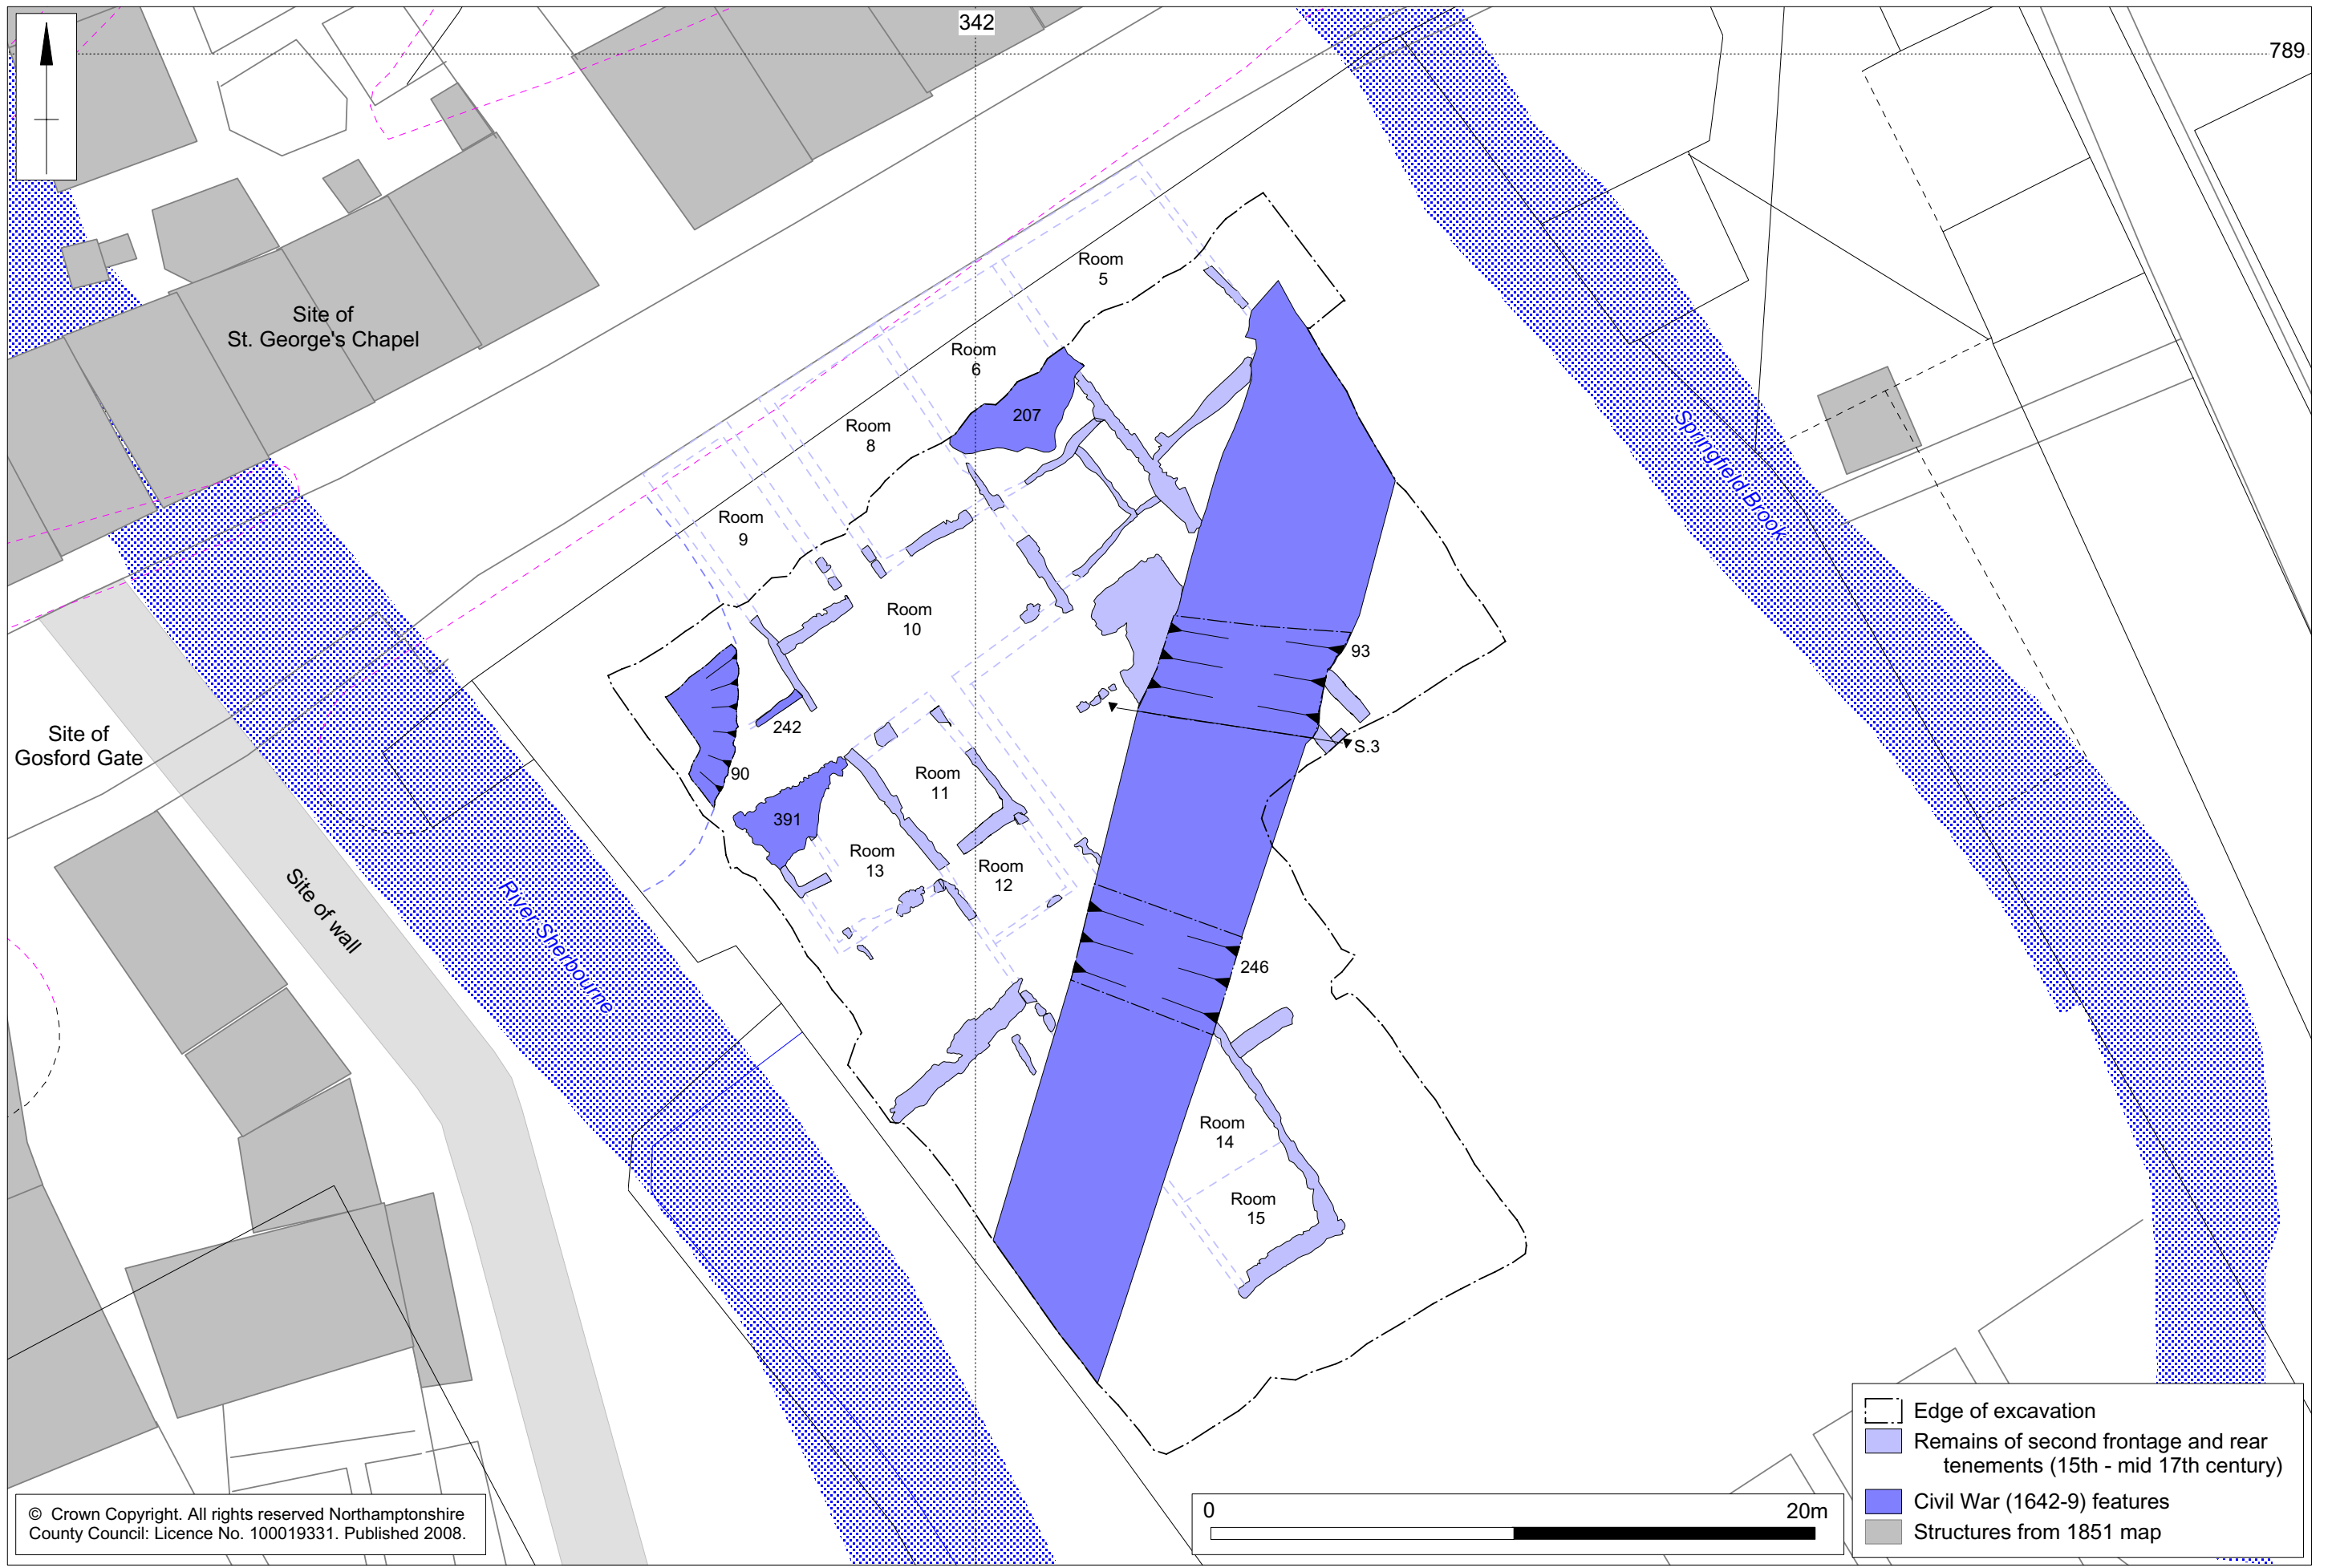 342
789
Room
5
Site of
St. George's Chapel
Room
6
207
Room
8
Springfield Brook
Room
9
Room
10
93
242
S.3
Site of
Gosford Gate
90
Room
11
391
Room
13
Room
12
Site of wall
River Sherbourne
246
Room
14
Room
15
Edge of excavation
Remains of second frontage and rear
tenements (15th - mid 17th century)
Civil War (1642-9) features
Structures from 1851 map
0 20m
© Crown Copyright. All rights reserved Northamptonshire
County Council: Licence No. 100019331. Published 2008.